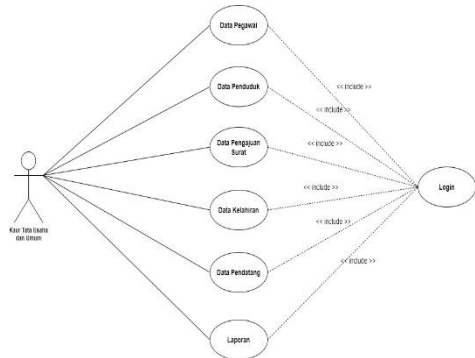 Data Pegawai
<< include >>
Data Penduduk
<< include >>
Data Pengajuan
Surat
<< include >>
Login
<< include >>
Data Kelahiran
Kaur Tata Usaha
dan Umum
<< include >>
Data Pendatang
<< include >>
Laporan